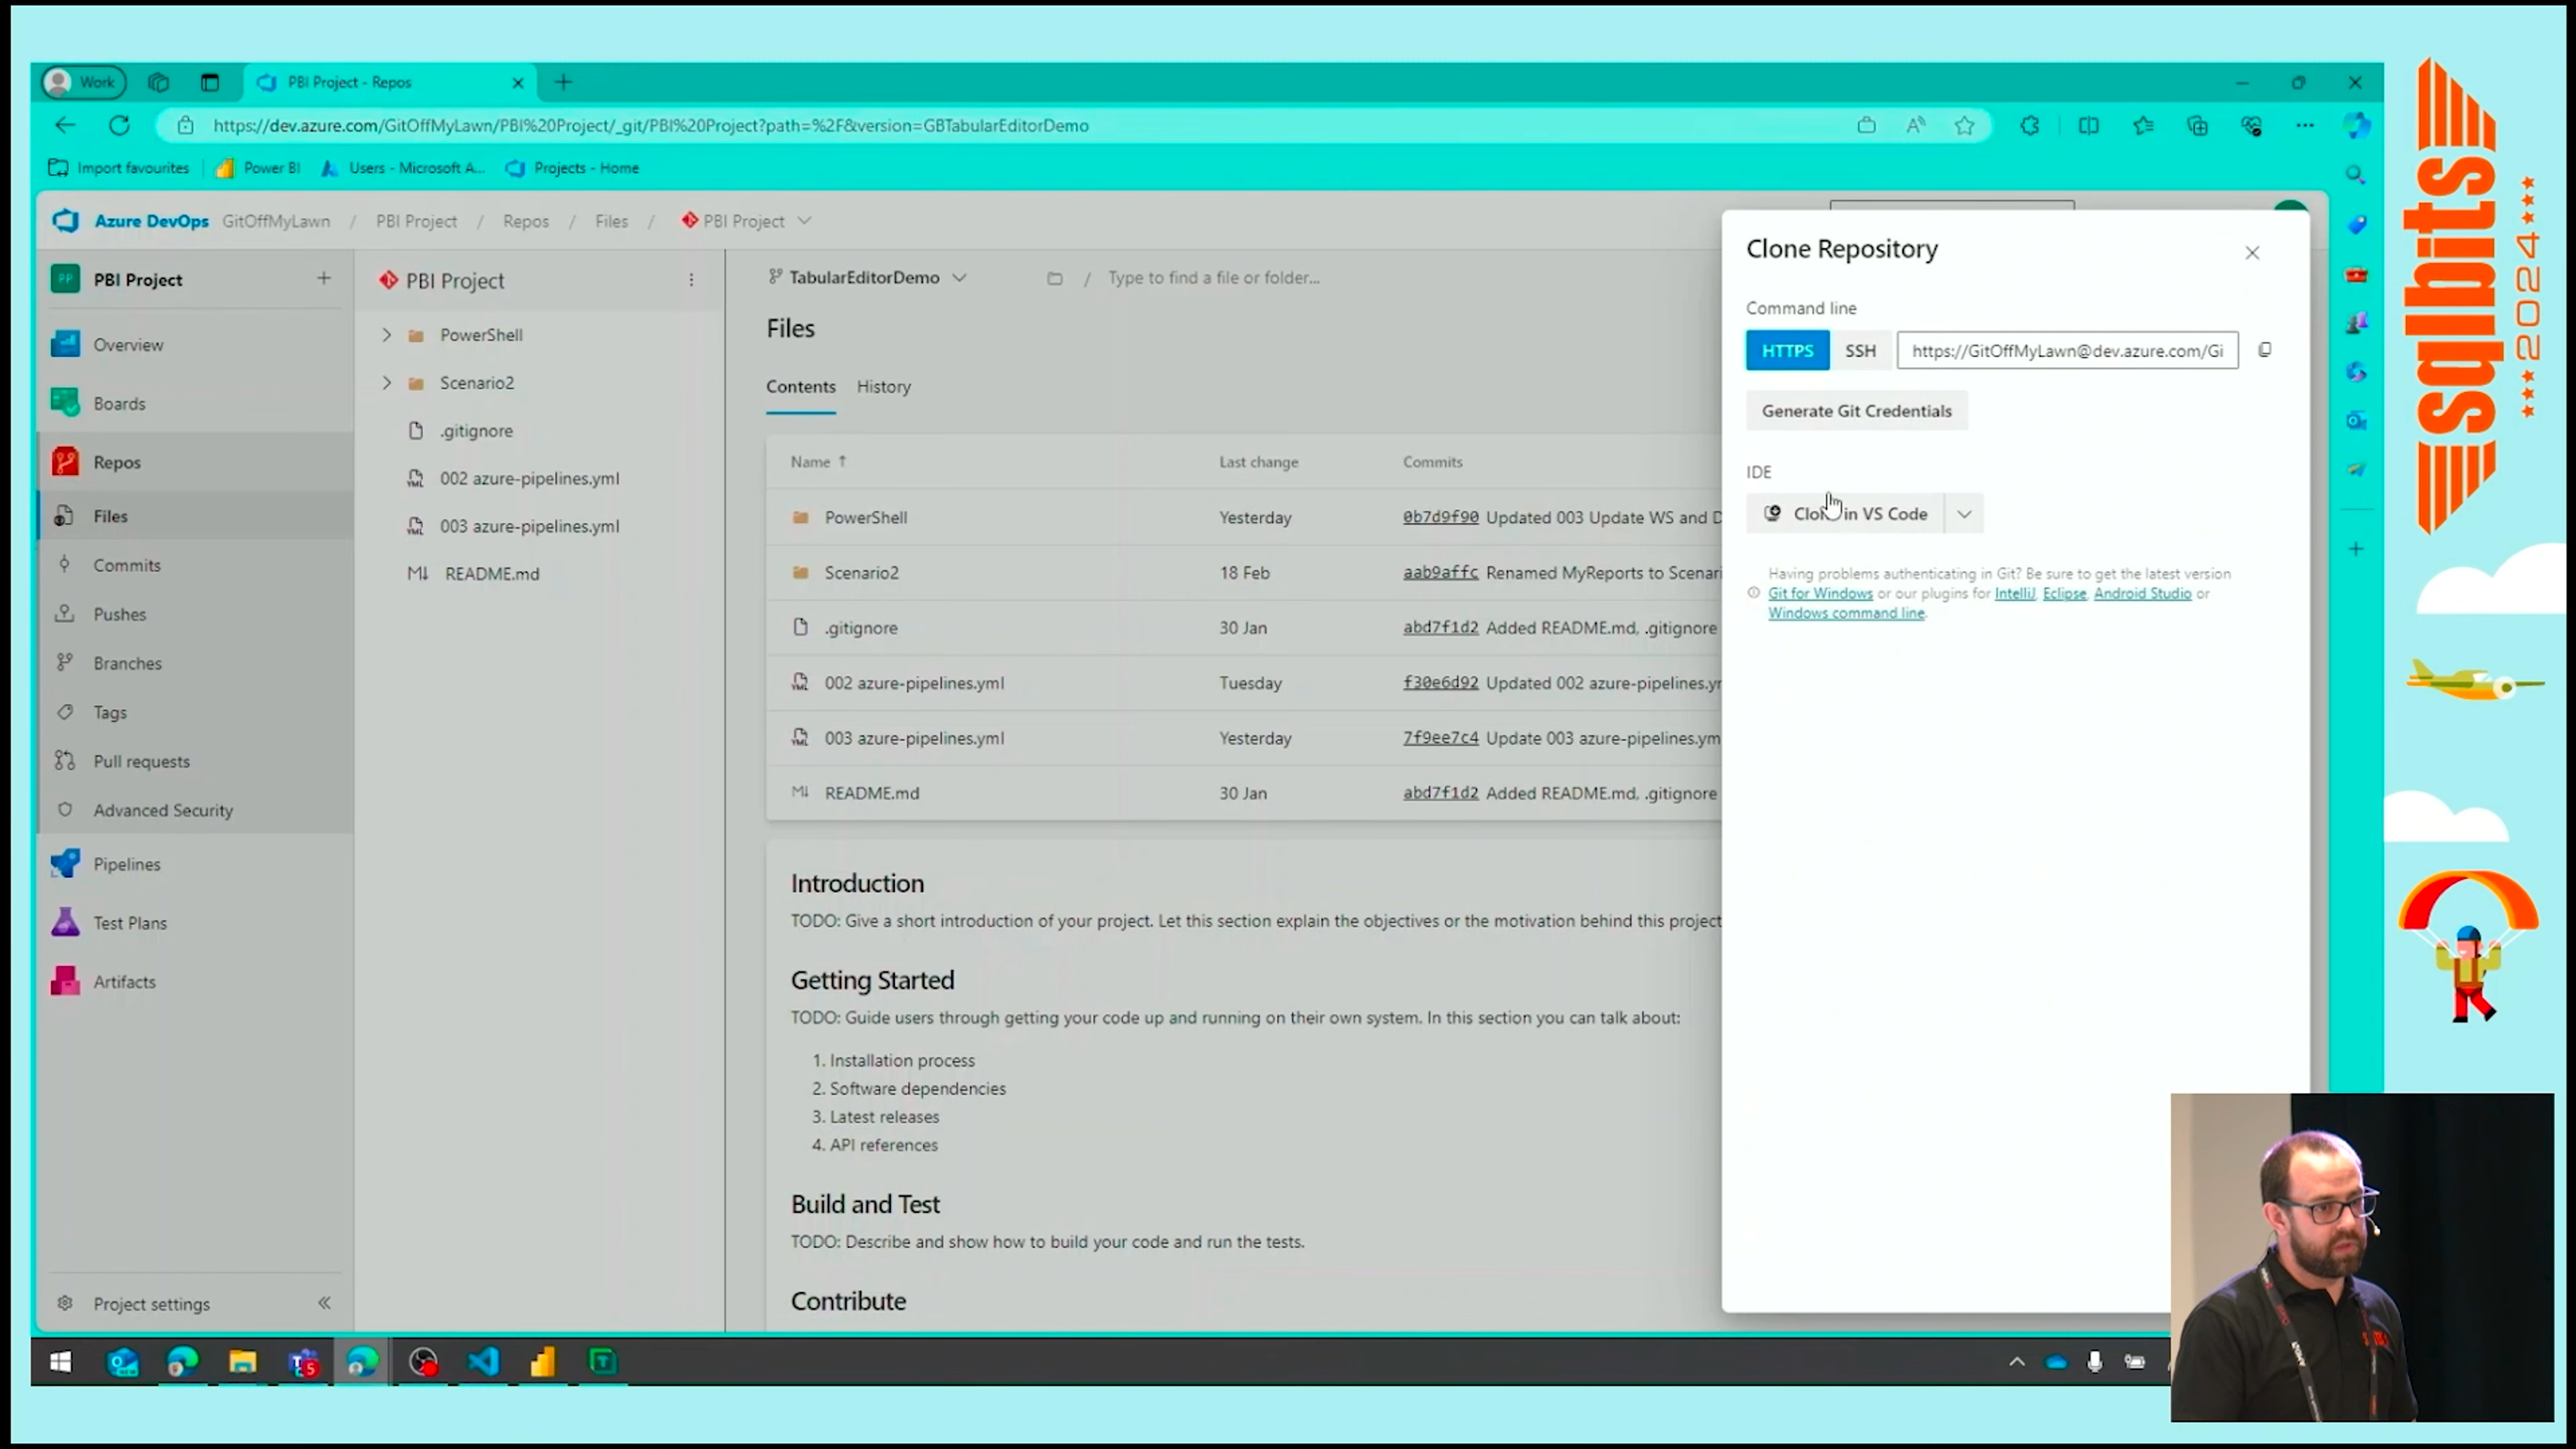 Work
PBI Project - Repos
https://dev.azure.com/GitOffMyLawn/PBI%20Project/_git/PBI%20Project?path=%2F&version=GBTabularEditorDemo
Import favourites
Power BI
Users - Microsoft A...
Projects - Home
Azure DevOps
GitOffMyLawn / PBI Project / Repos / Files / PBI Project
PP
PBI Project
Overview
Boards
Repos
Files
Commits
Pushes
Branches
Tags
Pull requests
Advanced Security
Pipelines
Test Plans
Artifacts
Project settings
PBI Project
PowerShell
Scenario2
.gitignore
002 azure-pipelines.yml
003 azure-pipelines.yml
README.md
TabularEditorDemo
/ Type to find a file or folder...
Files
Contents History
Name ↑ Last change Commits
PowerShell Yesterday 0b7d9f90 Updated 003 Update WS and D
Scenario2 18 Feb aab9affc Renamed MyReports to Scenari
.gitignore 30 Jan abd7f1d2 Added README.md, .gitignore
002 azure-pipelines.yml Tuesday f30e6d92 Updated 002 azure-pipelines.yr
003 azure-pipelines.yml Yesterday 7f9ee7c4 Update 003 azure-pipelines.ym
README.md 30 Jan abd7f1d2 Added README.md, .gitignore
Introduction
TODO: Give a short introduction of your project. Let this section explain the objectives or the motivation behind this project
Getting Started
TODO: Guide users through getting your code up and running on their own system. In this section you can talk about:
1. Installation process
2. Software dependencies
3. Latest releases
4. API references
Build and Test
TODO: Describe and show how to build your code and run the tests.
Contribute
Clone Repository
Command line
HTTPS SSH https://GitOffMyLawn@dev.azure.com/Gi
Generate Git Credentials
IDE
Clone in VS Code
Having problems authenticating in Git? Be sure to get the latest version
Git for Windows or our plugins for IntelliJ, Eclipse, Android Studio or
Windows command line.
sqlbits
2024
5